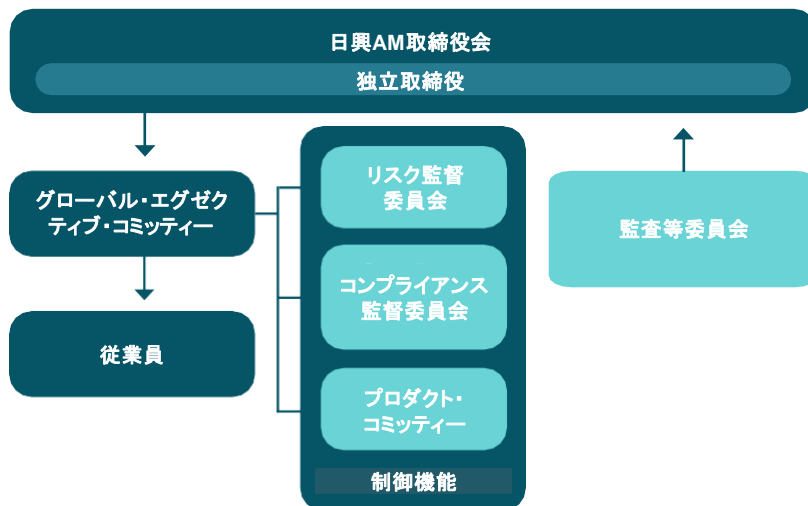 日興AM取締役会
独立取締役
グローバル・エグゼク
ティブ・コミッティー
従業員
リスク監督
委員会
コンプライアンス
監督委員会
プロダクト・
コミッティー
制御機能
監査等委員会